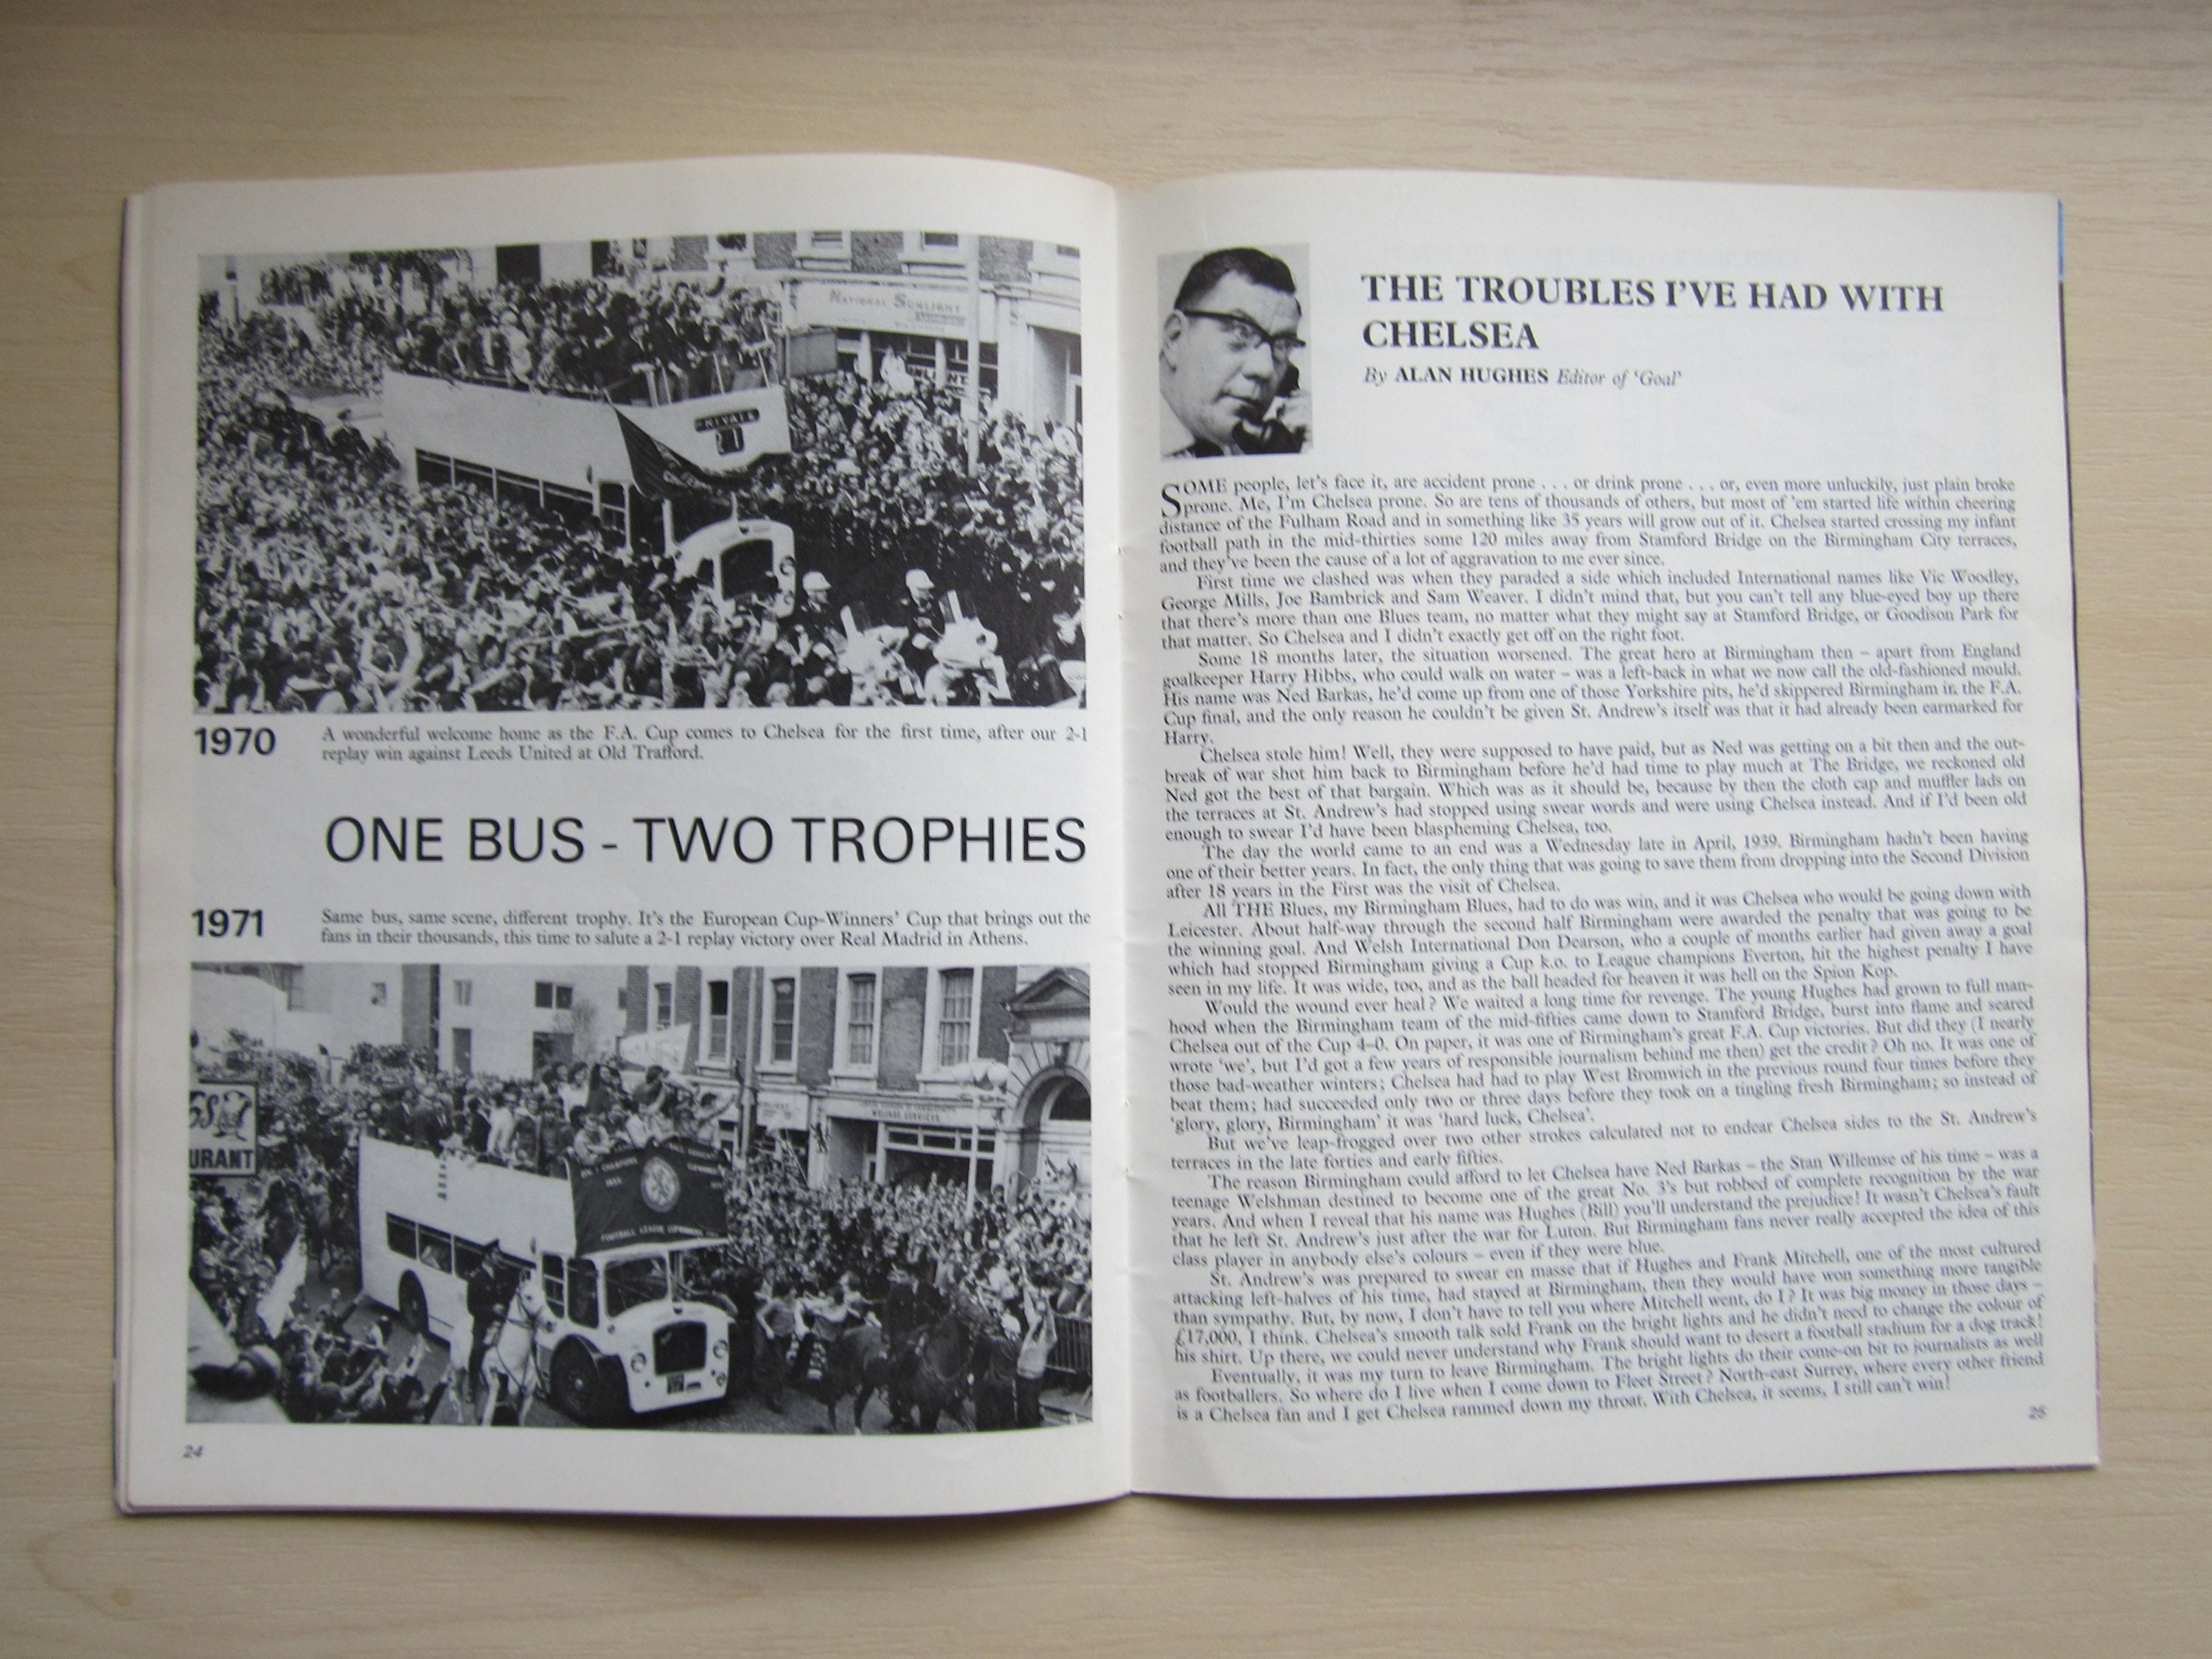 NATIONAL SUNLIGHT
PRIVATE
1970
A wonderful welcome home as the F.A. Cup comes to Chelsea for the first time, after our 2-1
replay win against Leeds United at Old Trafford.
ONE BUS - TWO TROPHIES
1971
Same bus, same scene, different trophy. It's the European Cup-Winners' Cup that brings out the
fans in their thousands, this time to salute a 2-1 replay victory over Real Madrid in Athens.
URANT
WELFARE SERVICES
24
THE TROUBLES I'VE HAD WITH
CHELSEA
By ALAN HUGHES Editor of 'Goal'
SOME people, let's face it, are accident prone . . . or drink prone . . . or, even more unluckily, just plain broke
prone. Me, I'm Chelsea prone. So are tens of thousands of others, but most of 'em started life within cheering
distance of the Fulham Road and in something like 35 years will grow out of it. Chelsea started crossing my infant
football path in the mid-thirties some 120 miles away from Stamford Bridge on the Birmingham City terraces,
and they've been the cause of a lot of aggravation to me ever since.
First time we clashed was when they paraded a side which included International names like Vic Woodley,
George Mills, Joe Bambrick and Sam Weaver. I didn't mind that, but you can't tell any blue-eyed boy up there
that there's more than one Blues team, no matter what they might say at Stamford Bridge, or Goodison Park for
that matter. So Chelsea and I didn't exactly get off on the right foot.
Some 18 months later, the situation worsened. The great hero at Birmingham then – apart from England
goalkeeper Harry Hibbs, who could walk on water – was a left-back in what we now call the old-fashioned mould.
His name was Ned Barkas, he'd come up from one of those Yorkshire pits, he'd skippered Birmingham in the F.A.
Cup final, and the only reason he couldn't be given St. Andrew's itself was that it had already been earmarked for
Harry.
Chelsea stole him! Well, they were supposed to have paid, but as Ned was getting on a bit then and the out-
break of war shot him back to Birmingham before he'd had time to play much at The Bridge, we reckoned old
Ned got the best of that bargain. Which was as it should be, because by then the cloth cap and muffler lads on
the terraces at St. Andrew's had stopped using swear words and were using Chelsea instead. And if I'd been old
enough to swear I'd have been blaspheming Chelsea, too.
The day the world came to an end was a Wednesday late in April, 1939. Birmingham hadn't been having
one of their better years. In fact, the only thing that was going to save them from dropping into the Second Division
after 18 years in the First was the visit of Chelsea.
All THE Blues, my Birmingham Blues, had to do was win, and it was Chelsea who would be going down with
Leicester. About half-way through the second half Birmingham were awarded the penalty that was going to be
the winning goal. And Welsh International Don Dearson, who a couple of months earlier had given away a goal
which had stopped Birmingham giving a Cup k.o. to League champions Everton, hit the highest penalty I have
seen in my life. It was wide, too, and as the ball headed for heaven it was hell on the Spion Kop.
Would the wound ever heal? We waited a long time for revenge. The young Hughes had grown to full man-
hood when the Birmingham team of the mid-fifties came down to Stamford Bridge, burst into flame and seared
Chelsea out of the Cup 4-0. On paper, it was one of Birmingham's great F.A. Cup victories. But did they (I nearly
wrote 'we', but I'd got a few years of responsible journalism behind me then) get the credit? Oh no. It was one of
those bad-weather winters; Chelsea had had to play West Bromwich in the previous round four times before they
beat them; had succeeded only two or three days before they took on a tingling fresh Birmingham; so instead of
'glory, glory, Birmingham' it was 'hard luck, Chelsea'.
But we've leap-frogged over two other strokes calculated not to endear Chelsea sides to the St. Andrew's
terraces in the late forties and early fifties.
The reason Birmingham could afford to let Chelsea have Ned Barkas – the Stan Willemse of his time – was a
teenage Welshman destined to become one of the great No. 3's but robbed of complete recognition by the war
years. And when I reveal that his name was Hughes (Bill) you'll understand the prejudice! It wasn't Chelsea's fault
that he left St. Andrew's just after the war for Luton. But Birmingham fans never really accepted the idea of this
class player in anybody else's colours – even if they were blue.
St. Andrew's was prepared to swear en masse that if Hughes and Frank Mitchell, one of the most cultured
attacking left-halves of his time, had stayed at Birmingham, then they would have won something more tangible
than sympathy. But, by now, I don't have to tell you where Mitchell went, do I? It was big money in those days –
£17,000, I think. Chelsea's smooth talk sold Frank on the bright lights and he didn't need to change the colour of
his shirt. Up there, we could never understand why Frank should want to desert a football stadium for a dog track!
Eventually, it was my turn to leave Birmingham. The bright lights do their come-on bit to journalists as well
as footballers. So where do I live when I come down to Fleet Street? North-east Surrey, where every other friend
is a Chelsea fan and I get Chelsea rammed down my throat. With Chelsea, it seems, I still can't win!
25